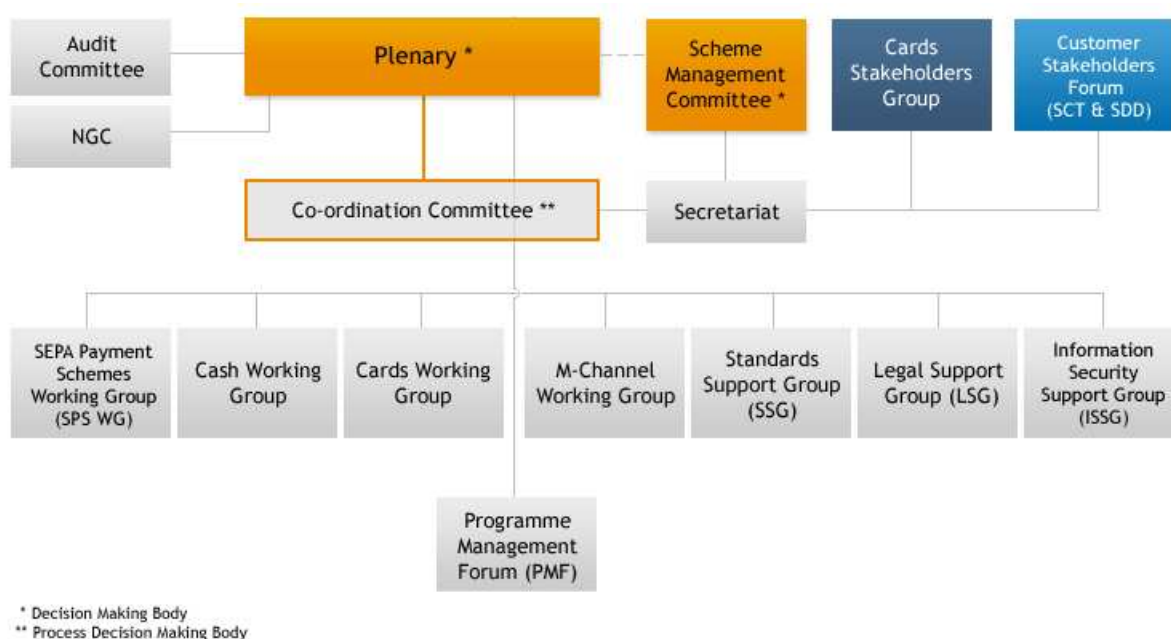 Audit
Committee
Plenary *
Scheme
Management
Committee *
Cards
Stakeholders
Group
Customer
Stakeholders
Forum
(SCT & SDD)
NGC
Co-ordination Committee **
Secretariat
SEPA Payment
Schemes
Working Group
(SPS WG)
Cash Working
Group
Cards Working
Group
M-Channel
Working Group
Standards
Support Group
(SSG)
Legal Support
Group (LSG)
Information
Security
Support Group
(ISSG)
Programme
Management
Forum (PMF)
* Decision Making Body
** Process Decision Making Body